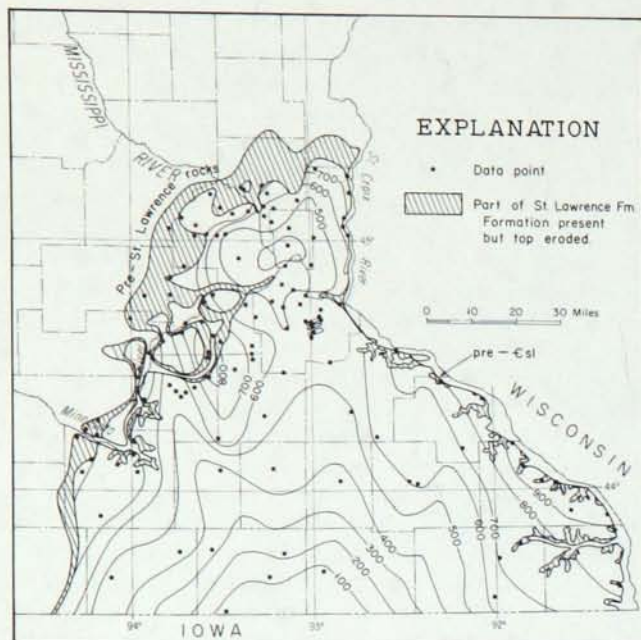 MISSISSIPPI
RIVER
Pre-St. Lawrence rocks
St Croix
River
EXPLANATION
Data point
Part of St Lawrence Fm
Formation present
but top eroded.
0 10 20 30 Miles
pre-Єsl
WISCONSIN
700
600
500
800
700
600
44°
900
800
700
600
500
400
300
200
100
94°
93°
92°
IOWA